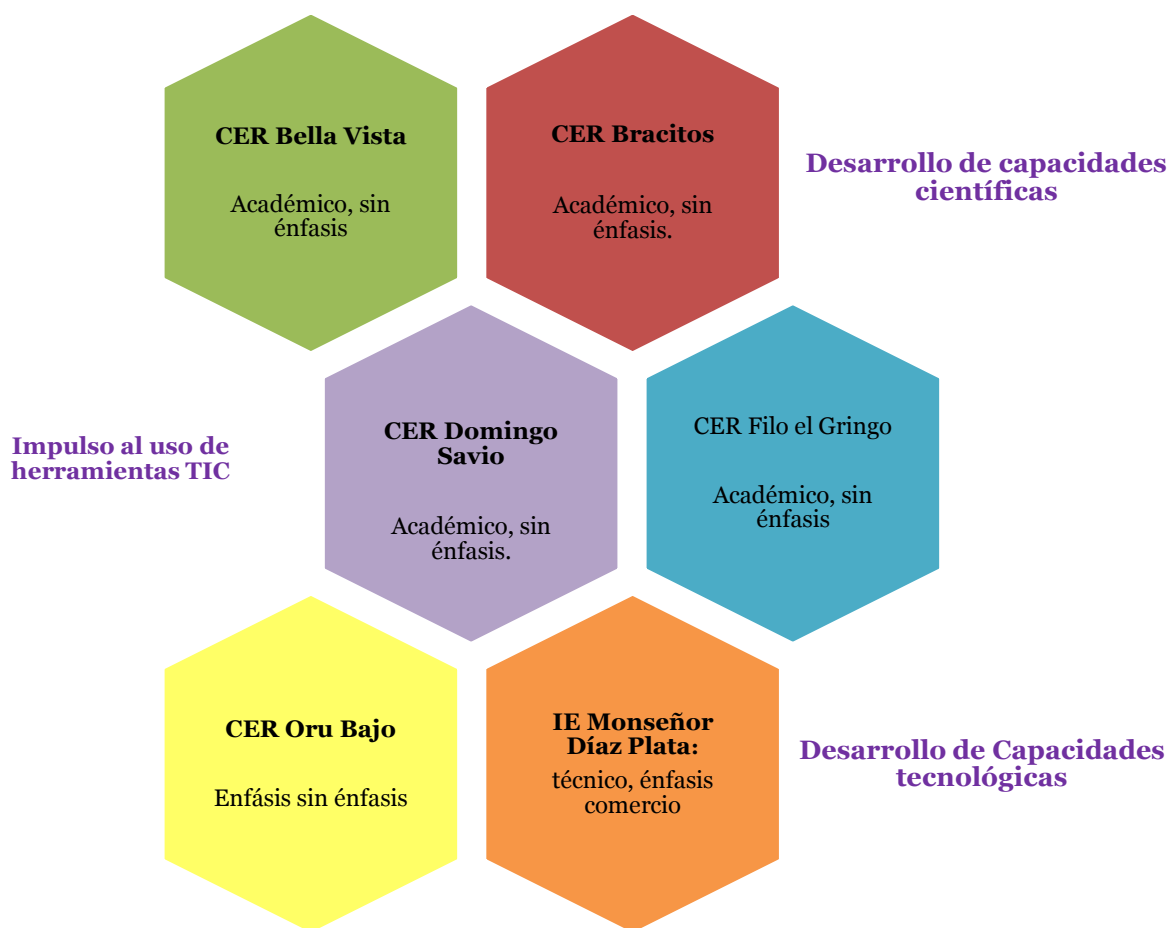 CER Bella Vista
Académico, sin
énfasis
CER Bracitos
Académico, sin
énfasis.
Desarrollo de capacidades
científicas
Impulso al uso de
herramientas TIC
CER Domingo
Savio
Académico, sin
énfasis.
CER Filo el Gringo
Académico, sin
énfasis
CER Oru Bajo
Enfásis sin énfasis
IE Monseñor
Díaz Plata:
técnico, énfasis
comercio
Desarrollo de Capacidades
tecnológicas